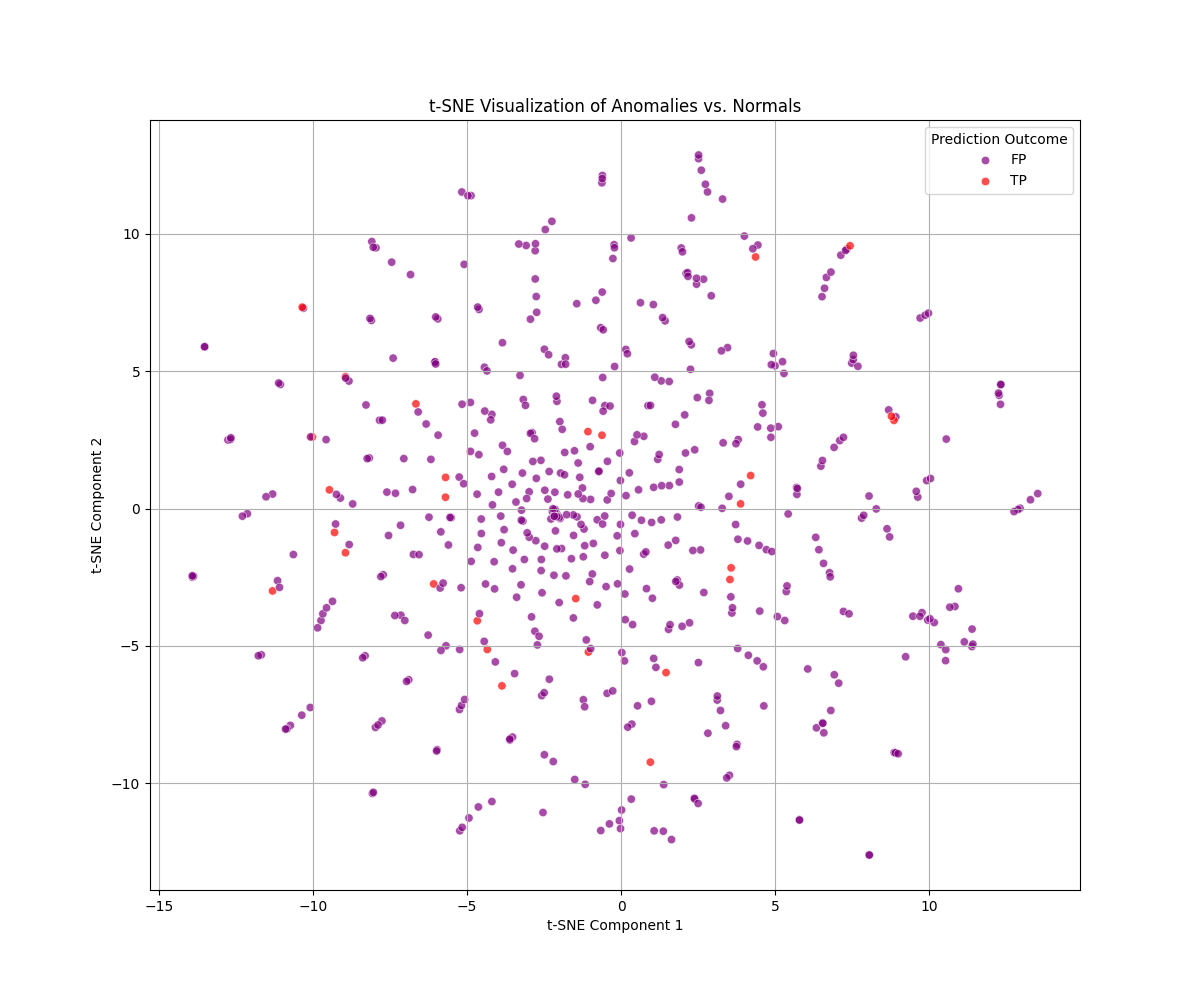 t-SNE Visualization of Anomalies vs. Normals
Prediction Outcome
FP
TP
10
5
0
−5
−10
t-SNE Component 2
−15
−10
−5
0
5
10
t-SNE Component 1